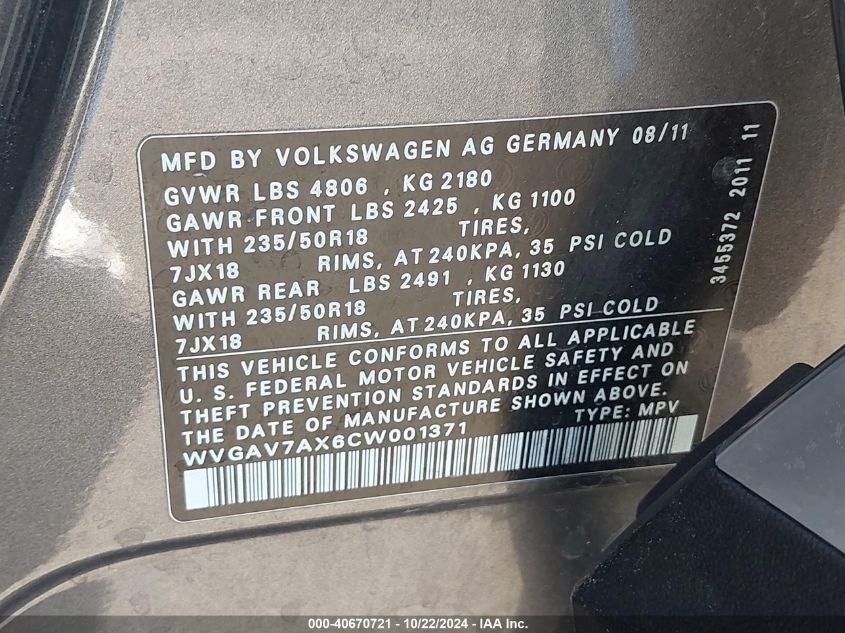 MFD BY VOLKSWAGEN AG GERMANY 08/11
GVWR LBS 4806 , KG 2180
GAWR FRONT LBS 2425 , KG 1100
WITH 235/50R18 TIRES,
7JX18 RIMS, AT 240KPA, 35 PSI COLD
GAWR REAR LBS 2491 , KG 1130
WITH 235/50R18 TIRES,
7JX18 RIMS, AT 240KPA, 35 PSI COLD
THIS VEHICLE CONFORMS TO ALL APPLICABLE
U. S. FEDERAL MOTOR VEHICLE SAFETY AND
THEFT PREVENTION STANDARDS IN EFFECT ON
THE DATE OF MANUFACTURE SHOWN ABOVE.
WVGAV7AX6CW001371 TYPE: MPV
3455372 2011 11
000-40670721 - 10/22/2024 - IAA Inc.